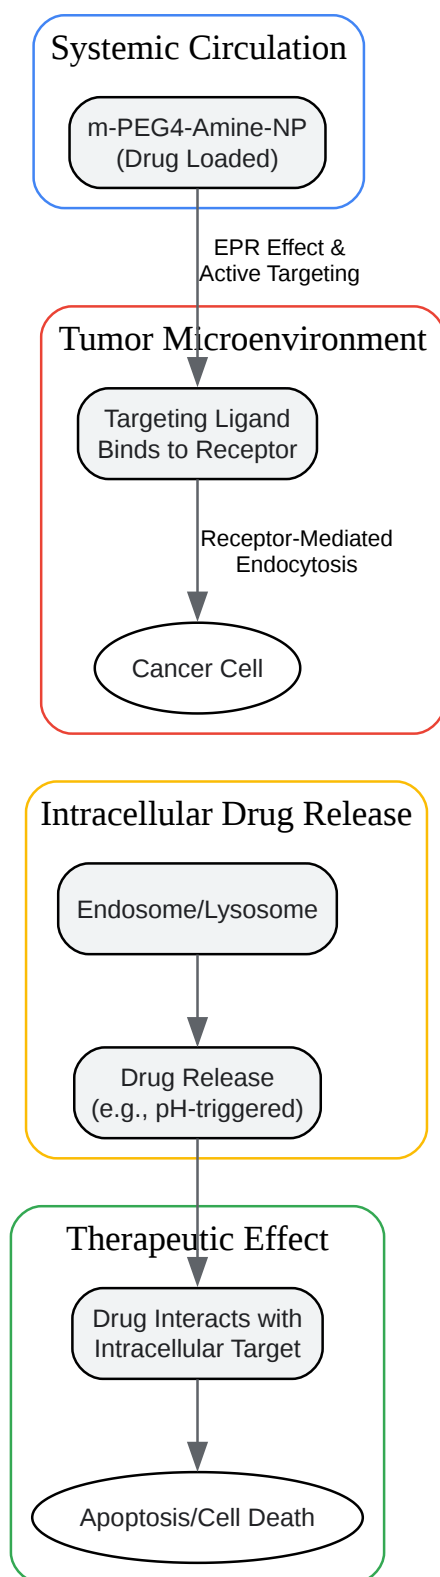 Systemic Circulation
m-PEG4-Amine-NP
(Drug Loaded)
EPR Effect &
Active Targeting
Tumor Microenvironment
Targeting Ligand
Binds to Receptor
Receptor-Mediated
Endocytosis
Cancer Cell
Intracellular Drug Release
Endosome/Lysosome
Drug Release
(e.g., pH-triggered)
Therapeutic Effect
Drug Interacts with
Intracellular Target
Apoptosis/Cell Death